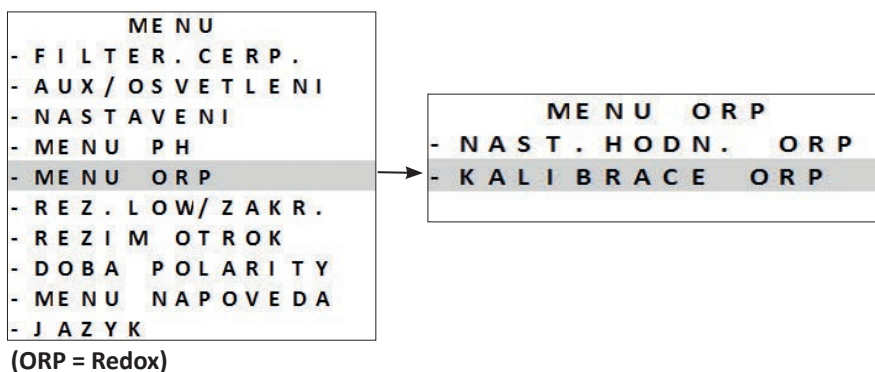 MENU
- FILTER. CERP.
- AUX/OSVETLENI
- NASTAVENI
- MENU PH
- MENU ORP
- REZ. LOW/ZAKR.
- REZIM OTROK
- DOBA POLARITY
- MENU NAPOVEDA
- JAZYK
(ORP = Redox)
MENU ORP
- NAST. HODN. ORP
- KALIBRACE ORP